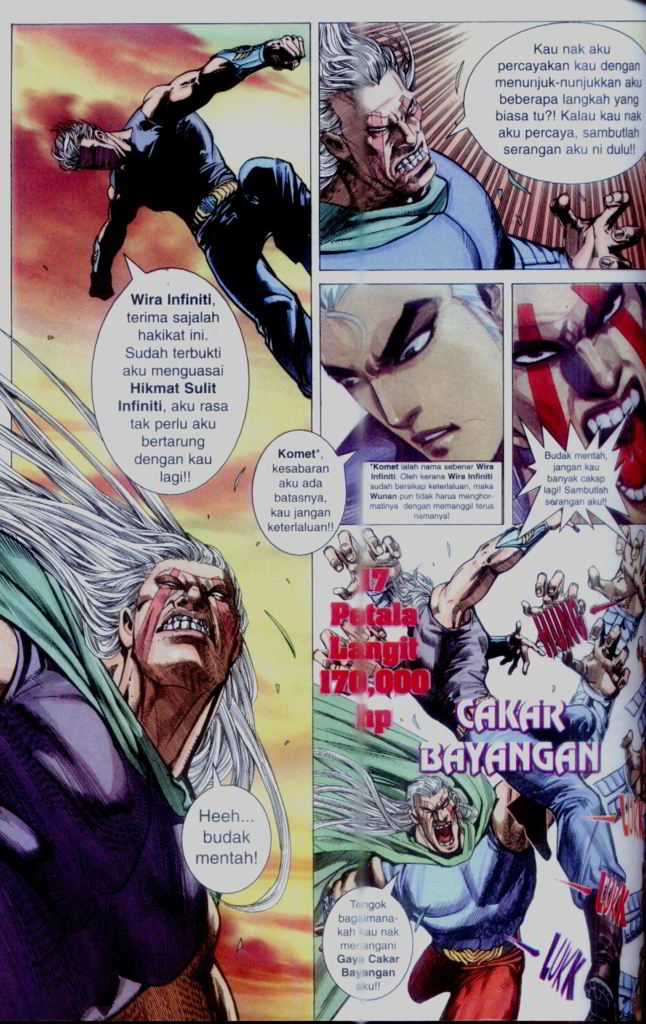 Wira Infiniti,
terima sajalah
hakikat ini.
Sudah terbukti
aku menguasai
Hikmat Sulit
Infiniti, aku rasa
tak perlu aku
bertarung
dengan kau
lagi!!
Heeh...
budak
mentah!
Kau nak aku
percayakan kau dengan
menunjuk-nunjukkan aku
beberapa langkah yang
biasa tu?! Kalau kau nak
aku percaya, sambutlah
serangan aku ni dulu!!
Komet*,
kesabaran
aku ada
batasnya,
kau jangan
keterlaluan!!
*Komet ialah nama sebenar Wira
Infiniti. Oleh kerana Wira Infiniti
sudah bersikap keterlaluan, maka
Wunan pun tidak harus menghor-
matinya dengan memanggil terus
namanya!
Budak mentah,
jangan kau
banyak cakap
lagi! Sambutlah
serangan aku!!
17
Petala
Langit
170,000
hp
HUNG
CAKAR
BAYANGAN
LUKK
LUKK
LUKK
Tengok
bagaimana-
kah kau nak
menangani
Gaya Cakar
Bayangan
aku!!